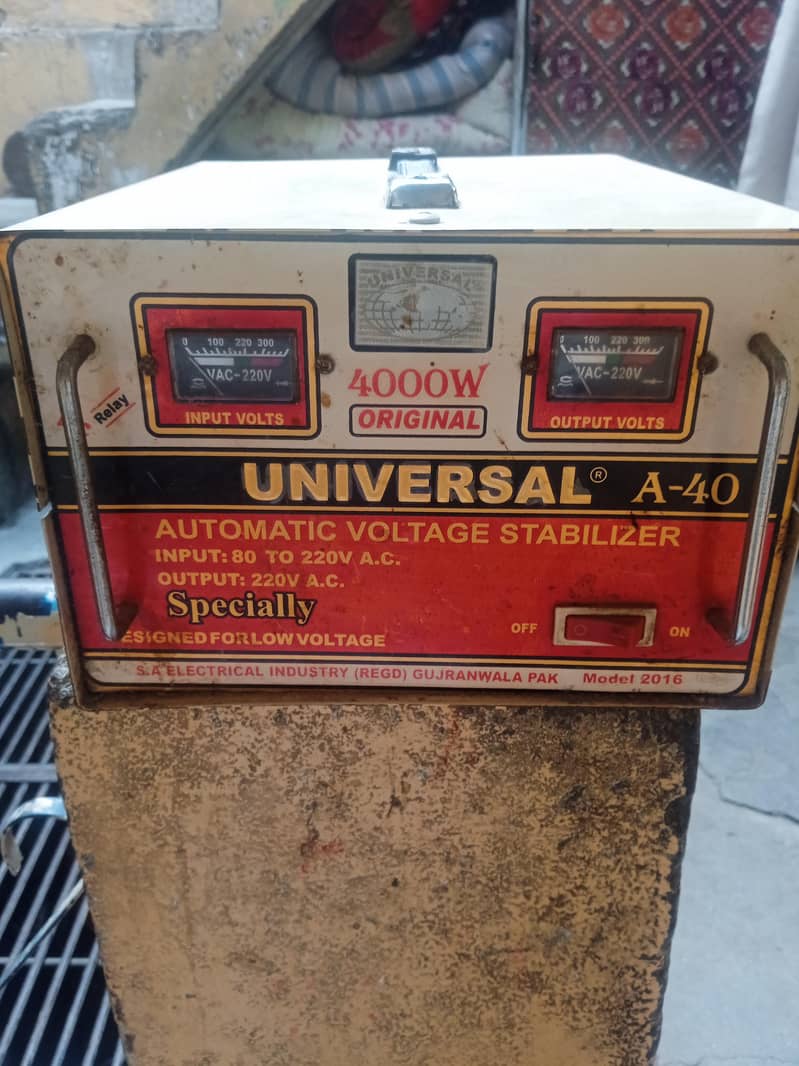 UNIVERSAL
0 100 220 300
VAC-220V
INPUT VOLTS
0 100 220 300
VAC-220V
OUTPUT VOLTS
4000W
ORIGINAL
Relay
UNIVERSAL® A-40
AUTOMATIC VOLTAGE STABILIZER
INPUT: 80 TO 220V A.C.
OUTPUT: 220V A.C.
Specially
ESIGNED FOR LOW VOLTAGE
OFF ON
S.A ELECTRICAL INDUSTRY (REGD) GUJRANWALA PAK Model 2016